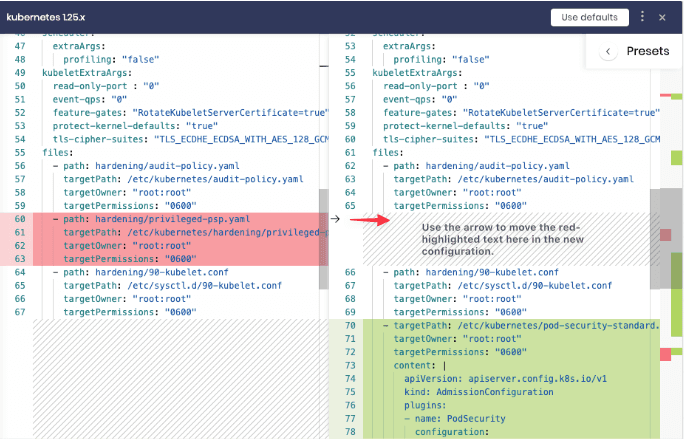 kubernetes 1.25.x
Use defaults
Presets
47 extraArgs:
48 profiling: "false"
49 kubeletExtraArgs:
50 read-only-port : "0"
51 event-qps: "0"
52 feature-gates: "RotateKubeletServerCertificate=true"
53 protect-kernel-defaults: "true"
54 tls-cipher-suites: "TLS_ECDHE_ECDSA_WITH_AES_128_GCM
55 files:
56 - path: hardening/audit-policy.yaml
57 targetPath: /etc/kubernetes/audit-policy.yaml
58 targetOwner: "root:root"
59 targetPermissions: "0600"
60 - path: hardening/privileged-psp.yaml
61 targetPath: /etc/kubernetes/hardening/privileged-
62 targetOwner: "root:root"
63 targetPermissions: "0600"
64 - path: hardening/90-kubelet.conf
65 targetPath: /etc/sysctl.d/90-kubelet.conf
66 targetOwner: "root:root"
67 targetPermissions: "0600"
52 scheduler:
53 extraArgs:
54 profiling: "false"
55 kubeletExtraArgs:
56 read-only-port : "0"
57 event-qps: "0"
58 feature-gates: "RotateKubeletServerCertificate=true"
59 protect-kernel-defaults: "true"
60 tls-cipher-suites: "TLS_ECDHE_ECDSA_WITH_AES_128_GCM
61 files:
62 - path: hardening/audit-policy.yaml
63 targetPath: /etc/kubernetes/audit-policy.yaml
64 targetOwner: "root:root"
65 targetPermissions: "0600"
Use the arrow to move the red-
highlighted text here in the new
configuration.
66 - path: hardening/90-kubelet.conf
67 targetPath: /etc/sysctl.d/90-kubelet.conf
68 targetOwner: "root:root"
69 targetPermissions: "0600"
70 - targetPath: /etc/kubernetes/pod-security-standard.
71 targetOwner: "root:root"
72 targetPermissions: "0600"
73 content: |
74 apiVersion: apiserver.config.k8s.io/v1
75 kind: AdmissionConfiguration
76 plugins:
77 - name: PodSecurity
78 configuration: